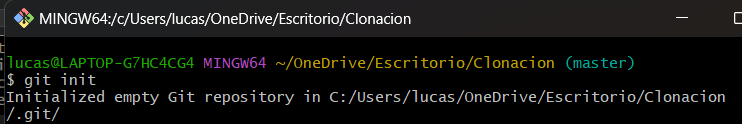 MINGW64:/c/Users/lucas/OneDrive/Escritorio/Clonacion
lucas@LAPTOP-G7HC4CG4 MINGW64 ~/OneDrive/Escritorio/Clonacion (master)
$ git init
Initialized empty Git repository in C:/Users/lucas/OneDrive/Escritorio/Clonacion
/.git/